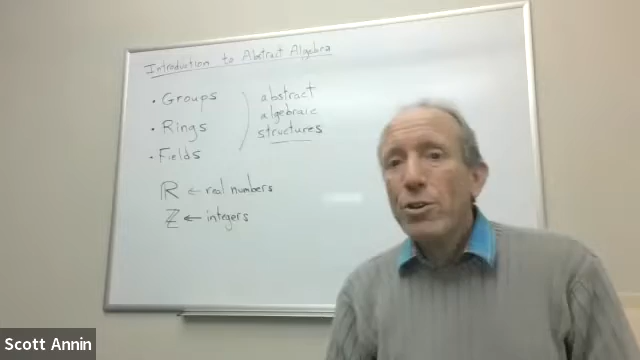 Introduction to Abstract Algebra
• Groups
• Rings
• Fields
abstract
algebraic
structures
ℝ ← real numbers
ℤ ← integers
Scott Annin